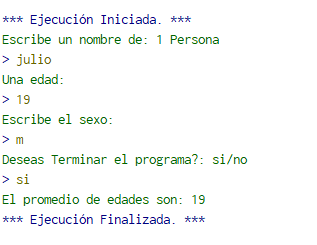 *** Ejecución Iniciada. ***
Escribe un nombre de: 1 Persona
> julio
Una edad:
> 19
Escribe el sexo:
> m
Deseas Terminar el programa?: si/no
> si
El promedio de edades son: 19
*** Ejecución Finalizada. ***